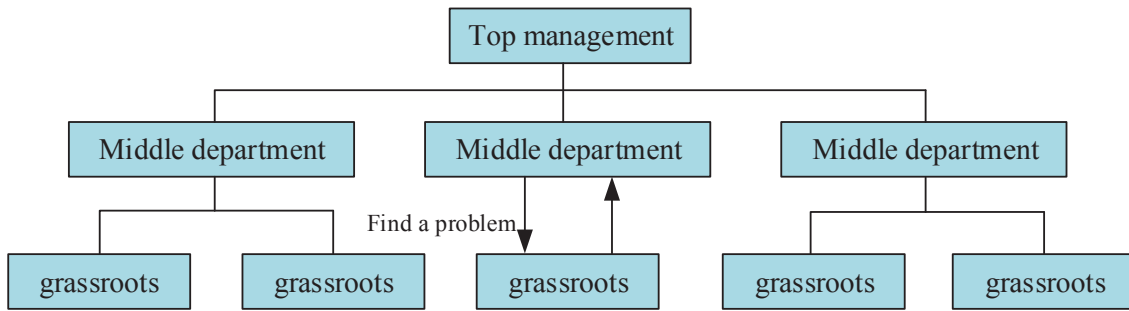 Top management
Middle department
Middle department
Middle department
Find a problem
grassroots
grassroots
grassroots
grassroots
grassroots